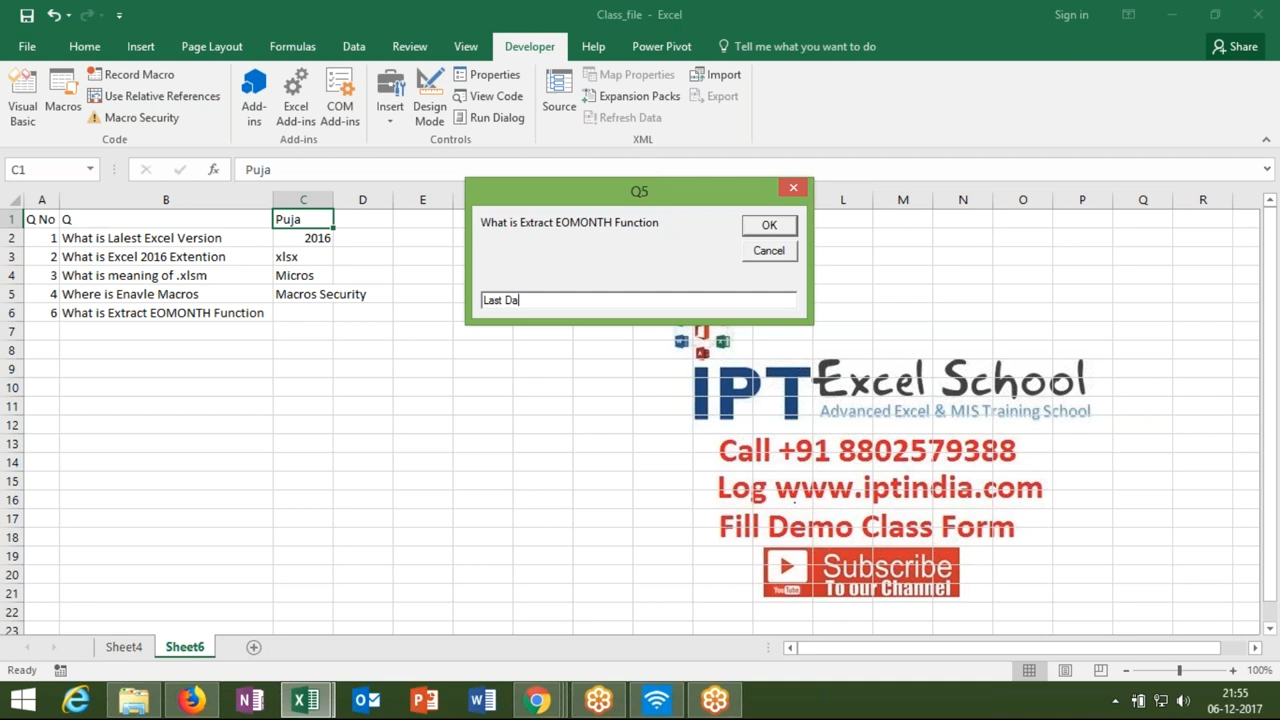 Class_file - Excel
Sign in
File Home Insert Page Layout Formulas Data Review View Developer Help Power Pivot Tell me what you want to do Share
Visual Basic
Macros
Record Macro
Use Relative References
Macro Security
Code
Add-ins
Excel Add-ins
COM Add-ins
Add-ins
Insert
Design Mode
Properties
View Code
Run Dialog
Controls
Source
Map Properties
Expansion Packs
Refresh Data
Import
Export
XML
C1
fx
Puja
A B C D E L M N O P Q R
1 Q No Q Puja
2 1 What is Lalest Excel Version 2016
3 2 What is Excel 2016 Extention xlsx
4 3 What is meaning of .xlsm Micros
5 4 Where is Enavle Macros Macros Security
6 6 What is Extract EOMONTH Function
7
8
9
10
11
12
13
14
15
16
17
18
19
20
21
22
23
Q5
What is Extract EOMONTH Function
OK
Cancel
Last Da
IPT Excel School
Advanced Excel & MIS Training School
Call +91 8802579388
Log www.iptindia.com
Fill Demo Class Form
YouTube
Subscribe
To our Channel
Sheet4 Sheet6
Ready
100%
21:55
06-12-2017